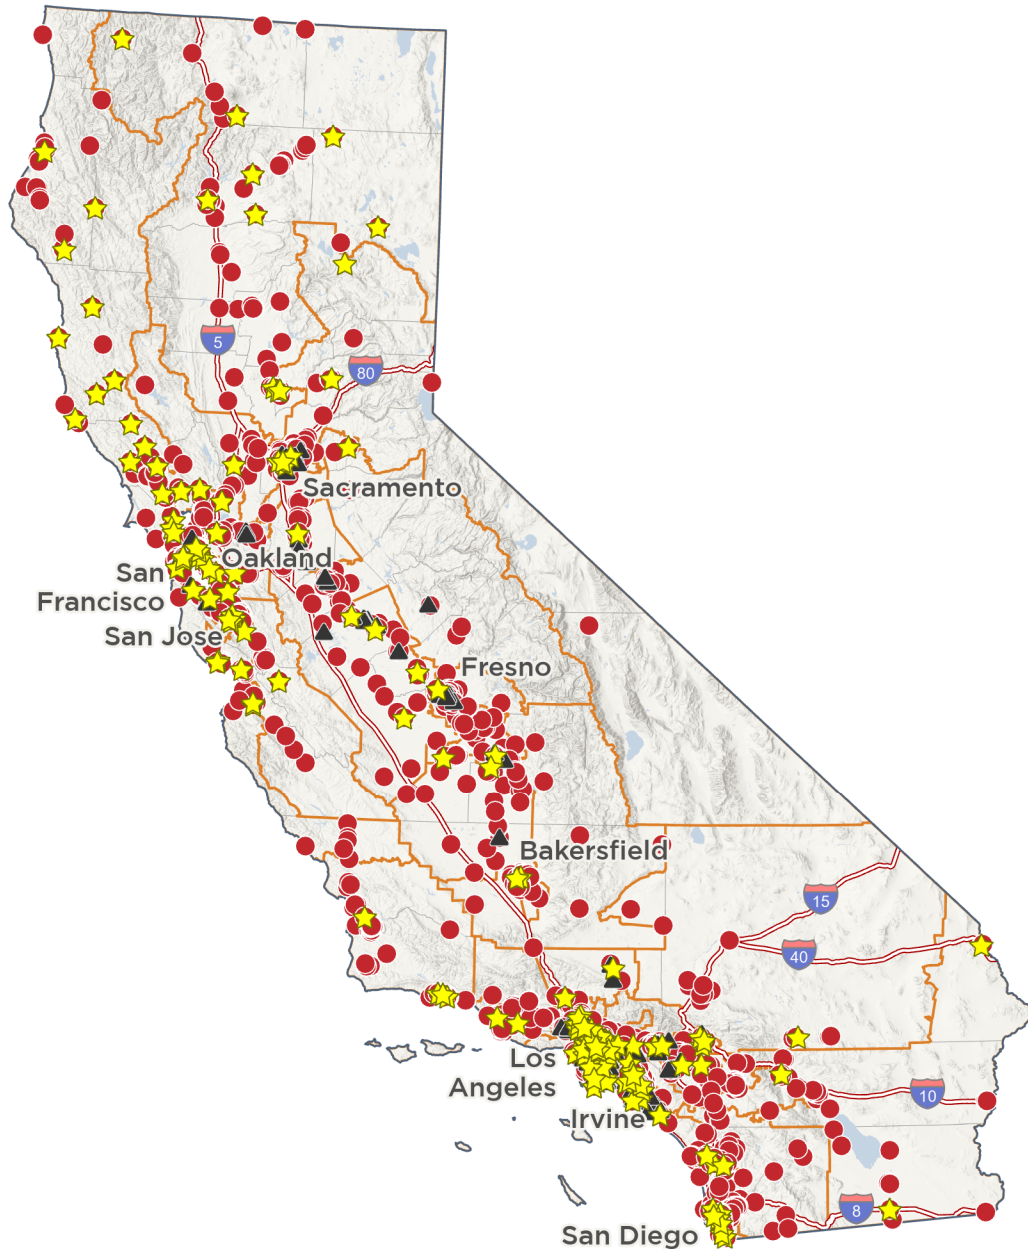 5
80
Sacramento
Oakland
San
Francisco
San Jose
Fresno
Bakersfield
15
40
Los
Angeles
10
Irvine
8
San Diego